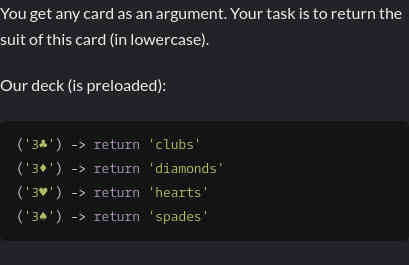 You get any card as an argument. Your task is to return the
suit of this card (in lowercase).
Our deck (is preloaded):
('3♣') -> return 'clubs'
('3♦') -> return 'diamonds'
('3♥') -> return 'hearts'
('3♠') -> return 'spades'